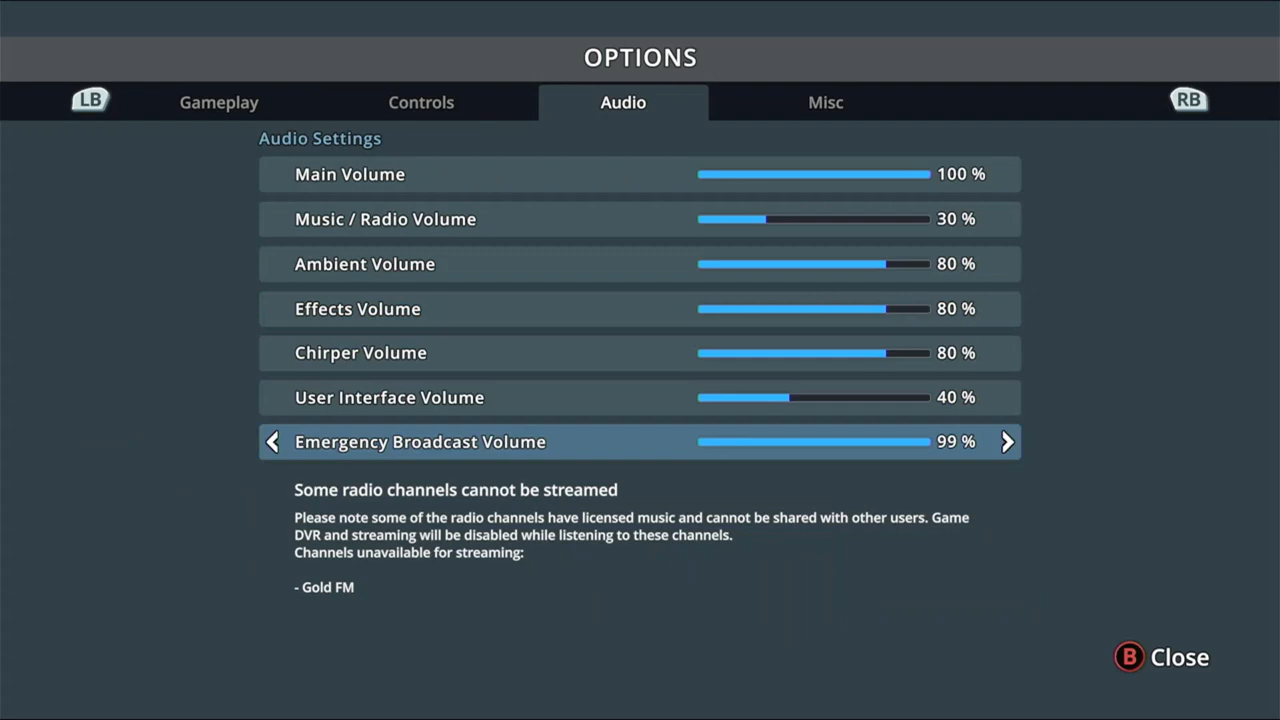 OPTIONS
LB Gameplay Controls Audio Misc RB
Audio Settings
Main Volume 100 %
Music / Radio Volume 30 %
Ambient Volume 80 %
Effects Volume 80 %
Chirper Volume 80 %
User Interface Volume 40 %
Emergency Broadcast Volume 99 %
Some radio channels cannot be streamed
Please note some of the radio channels have licensed music and cannot be shared with other users. Game
DVR and streaming will be disabled while listening to these channels.
Channels unavailable for streaming:
- Gold FM
B Close